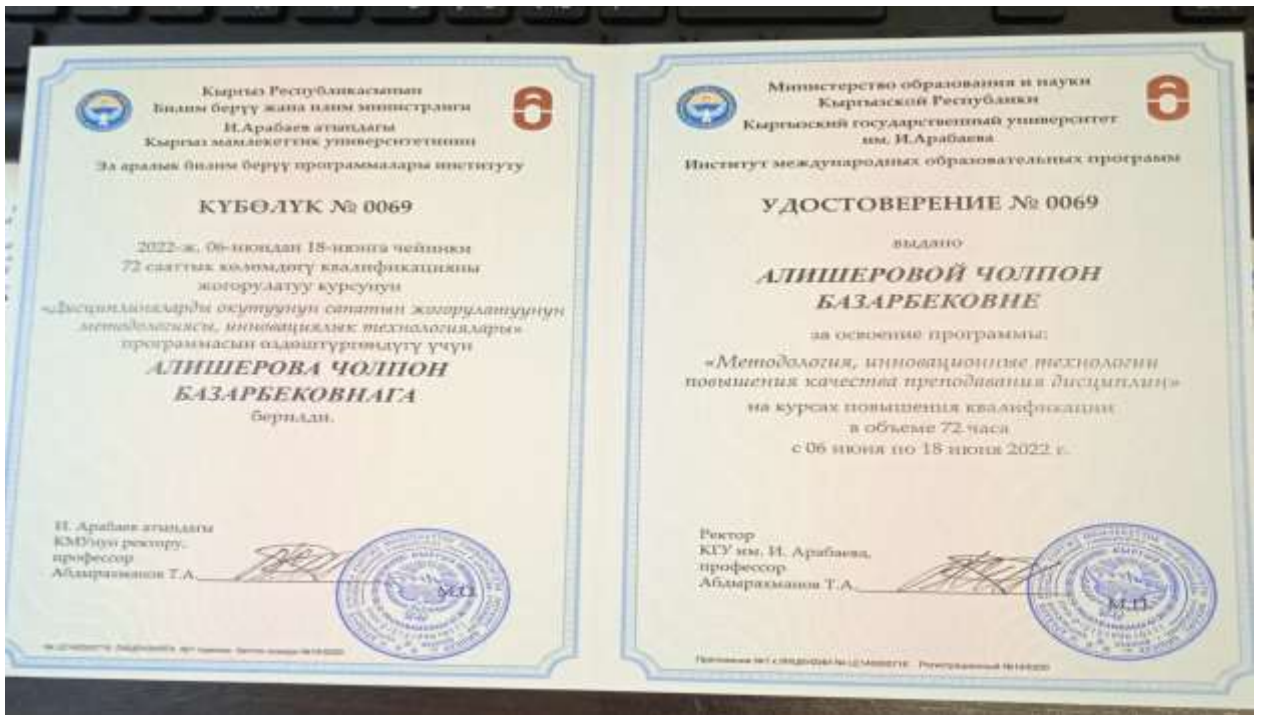 Кыргыз Республикасынын
Билим берүү жана илим министрлиги
И.Арабаев атындагы
Кыргыз мамлекеттик университетинин
Эл аралык билим берүү программалары институту
КҮБӨЛҮК № 0069
2022-ж. 06-июндан 18-июнга чейинки
72 сааттык көлөмдөгү квалификацияны
жогорулатуу курсунун
«Дисциплиналарды окутуунун сапатын жогорулатуунун
методологиясы, инновациялык технологиялары»
программасын өздөштүргөндүгү үчүн
АЛИШЕРОВА ЧОЛПОН
БАЗАРБЕКОВНАГА
берилди.
И. Арабаев атындагы
КМУнун ректору,
профессор
Абдырахманов Т.А.
М.П.
Министерство образования и науки
Кыргызской Республики
Кыргызский государственный университет
им. И.Арабаева
Институт международных образовательных программ
УДОСТОВЕРЕНИЕ № 0069
выдано
АЛИШЕРОВОЙ ЧОЛПОН
БАЗАРБЕКОВНЕ
за освоение программы:
«Методология, инновационные технологии
повышения качества преподавания дисциплин»
на курсах повышения квалификации
в объеме 72 часа
с 06 июня по 18 июня 2022 г.
Ректор
КГУ им. И. Арабаева,
профессор
Абдырахманов Т.А.
М.П.